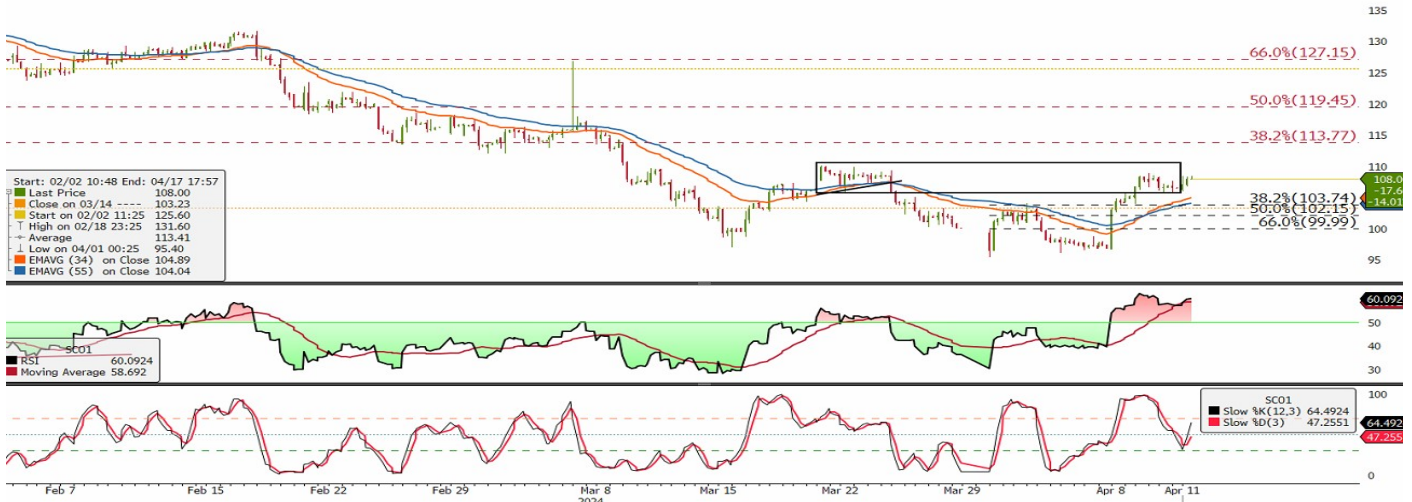 135
130
66.0%(127.15)
125
120
50.0%(119.45)
115
38.2%(113.77)
110
Start: 02/02 10:48 End: 04/17 17:57
Last Price 108.00
Close on 03/14 ---- 103.23
Start on 02/02 11:25 125.60
High on 02/18 23:25 131.60
Average 113.41
Low on 04/01 00:25 95.40
EMAVG (34) on Close 104.89
EMAVG (55) on Close 104.04
108.0
-17.6
-14.01
38.2%(103.74)
50.0%(102.15)
100
66.0%(99.99)
95
60.092
50
40
30
SCO1
RSI 60.0924
Moving Average 58.692
100
SCO1
Slow %K(12,3) 64.4924
Slow %D(3) 47.2551
64.492
47.255
0
Feb 7 Feb 15 Feb 22 Feb 29 Mar 8 Mar 15 Mar 22 Mar 29 Apr 8 Apr 11
2024